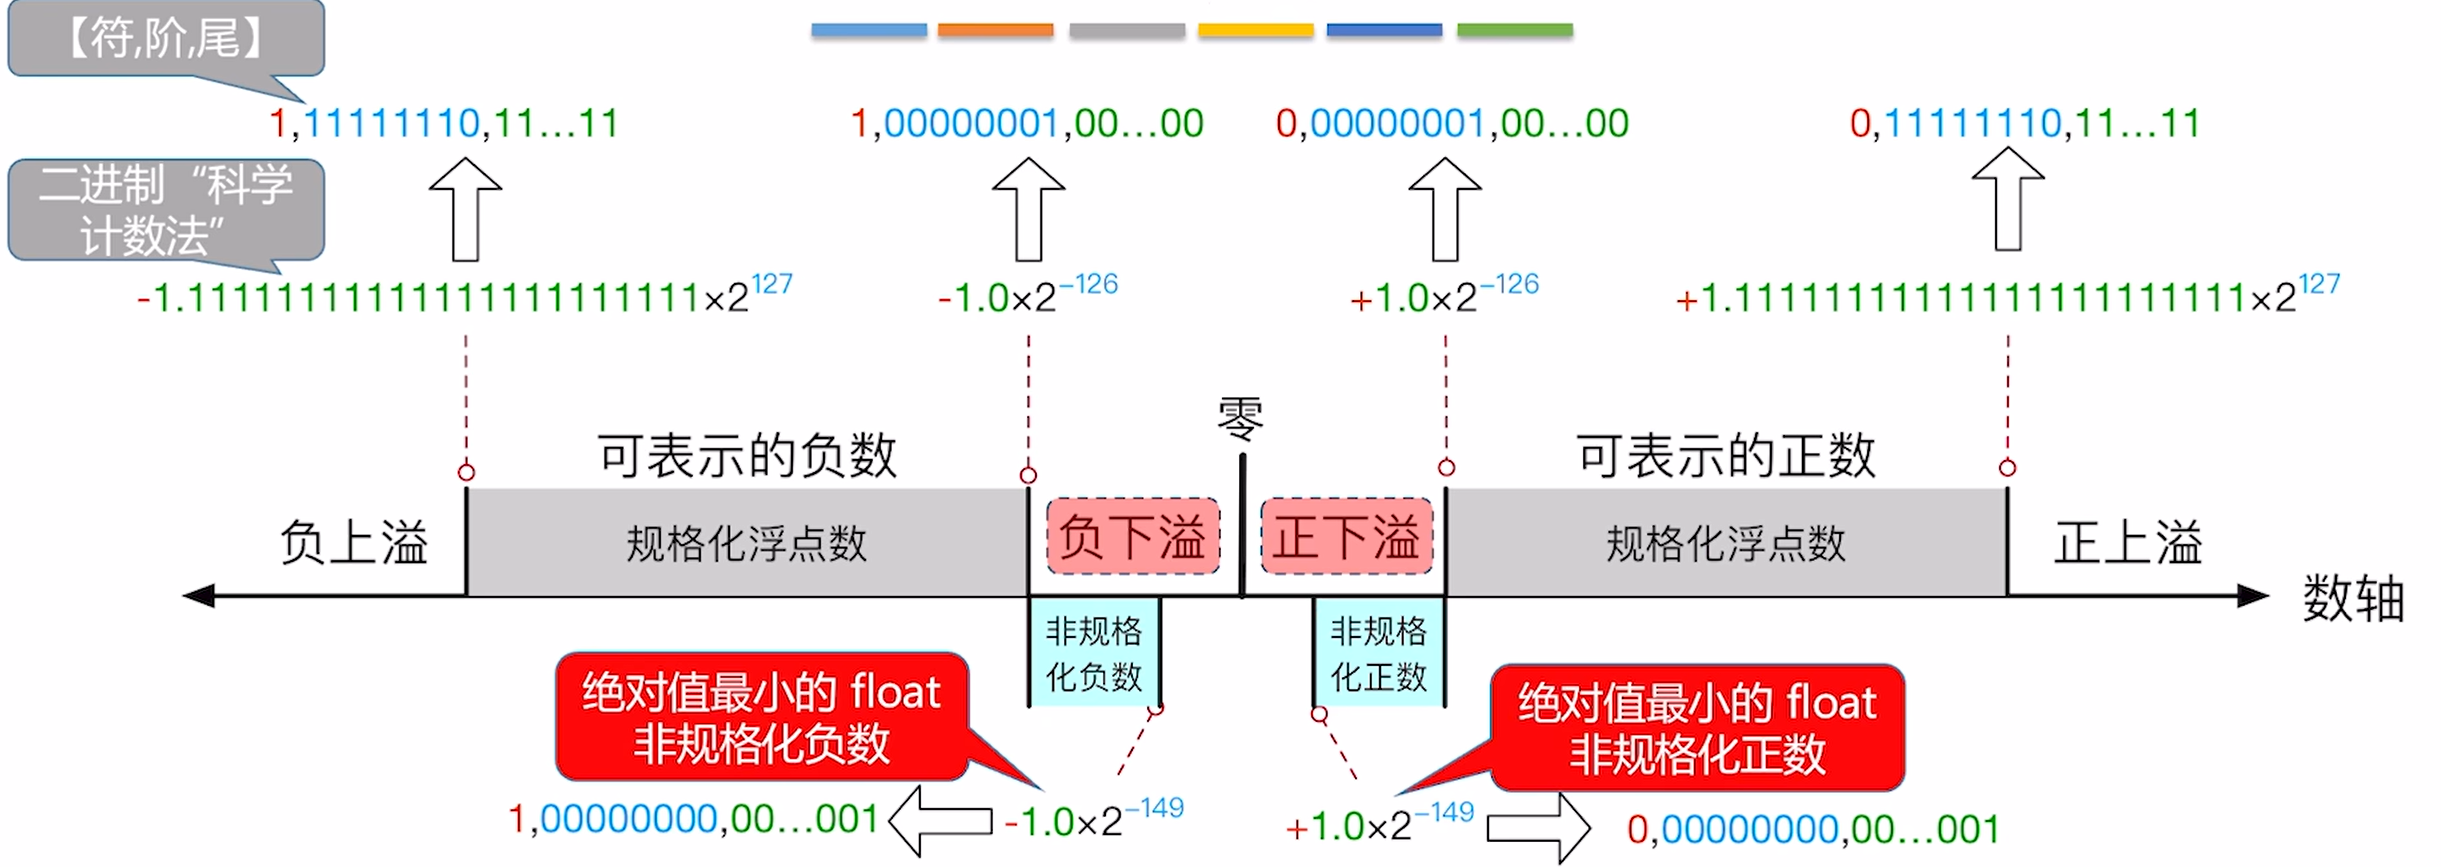 【符,阶,尾】
1,11111110,11...11
1,00000001,00...00
0,00000001,00...00
0,11111110,11...11
二进制“科学
计数法”
-1.11111111111111111111111×2^127
-1.0×2^-126
+1.0×2^-126
+1.11111111111111111111111×2^127
零
可表示的负数
可表示的正数
负上溢
规格化浮点数
负下溢
正下溢
规格化浮点数
正上溢
数轴
非规格
化负数
非规格
化正数
绝对值最小的 float
非规格化负数
绝对值最小的 float
非规格化正数
1,00000000,00...001
-1.0×2^-149
+1.0×2^-149
0,00000000,00...001